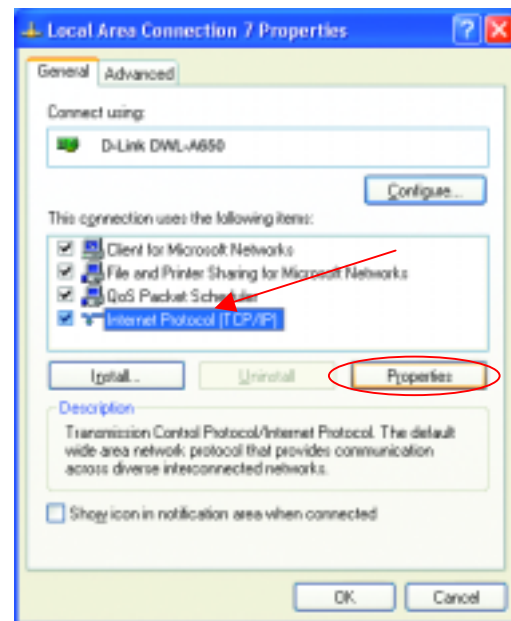 Local Area Connection 7 Properties
General Advanced
Connect using:
D-Link DWL-A650
Configure...
This connection uses the following items:
Client for Microsoft Networks
File and Printer Sharing for Microsoft Networks
QoS Packet Scheduler
Internet Protocol (TCP/IP)
Install... Uninstall Properties
Description
Transmission Control Protocol/Internet Protocol. The default
wide area network protocol that provides communication
across diverse interconnected networks.
Show icon in notification area when connected
OK Cancel